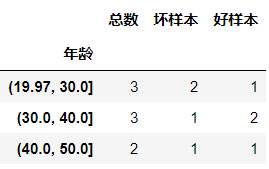 总数 坏样本 好样本
年龄
(19.97, 30.0] 3 2 1
(30.0, 40.0] 3 1 2
(40.0, 50.0] 2 1 1